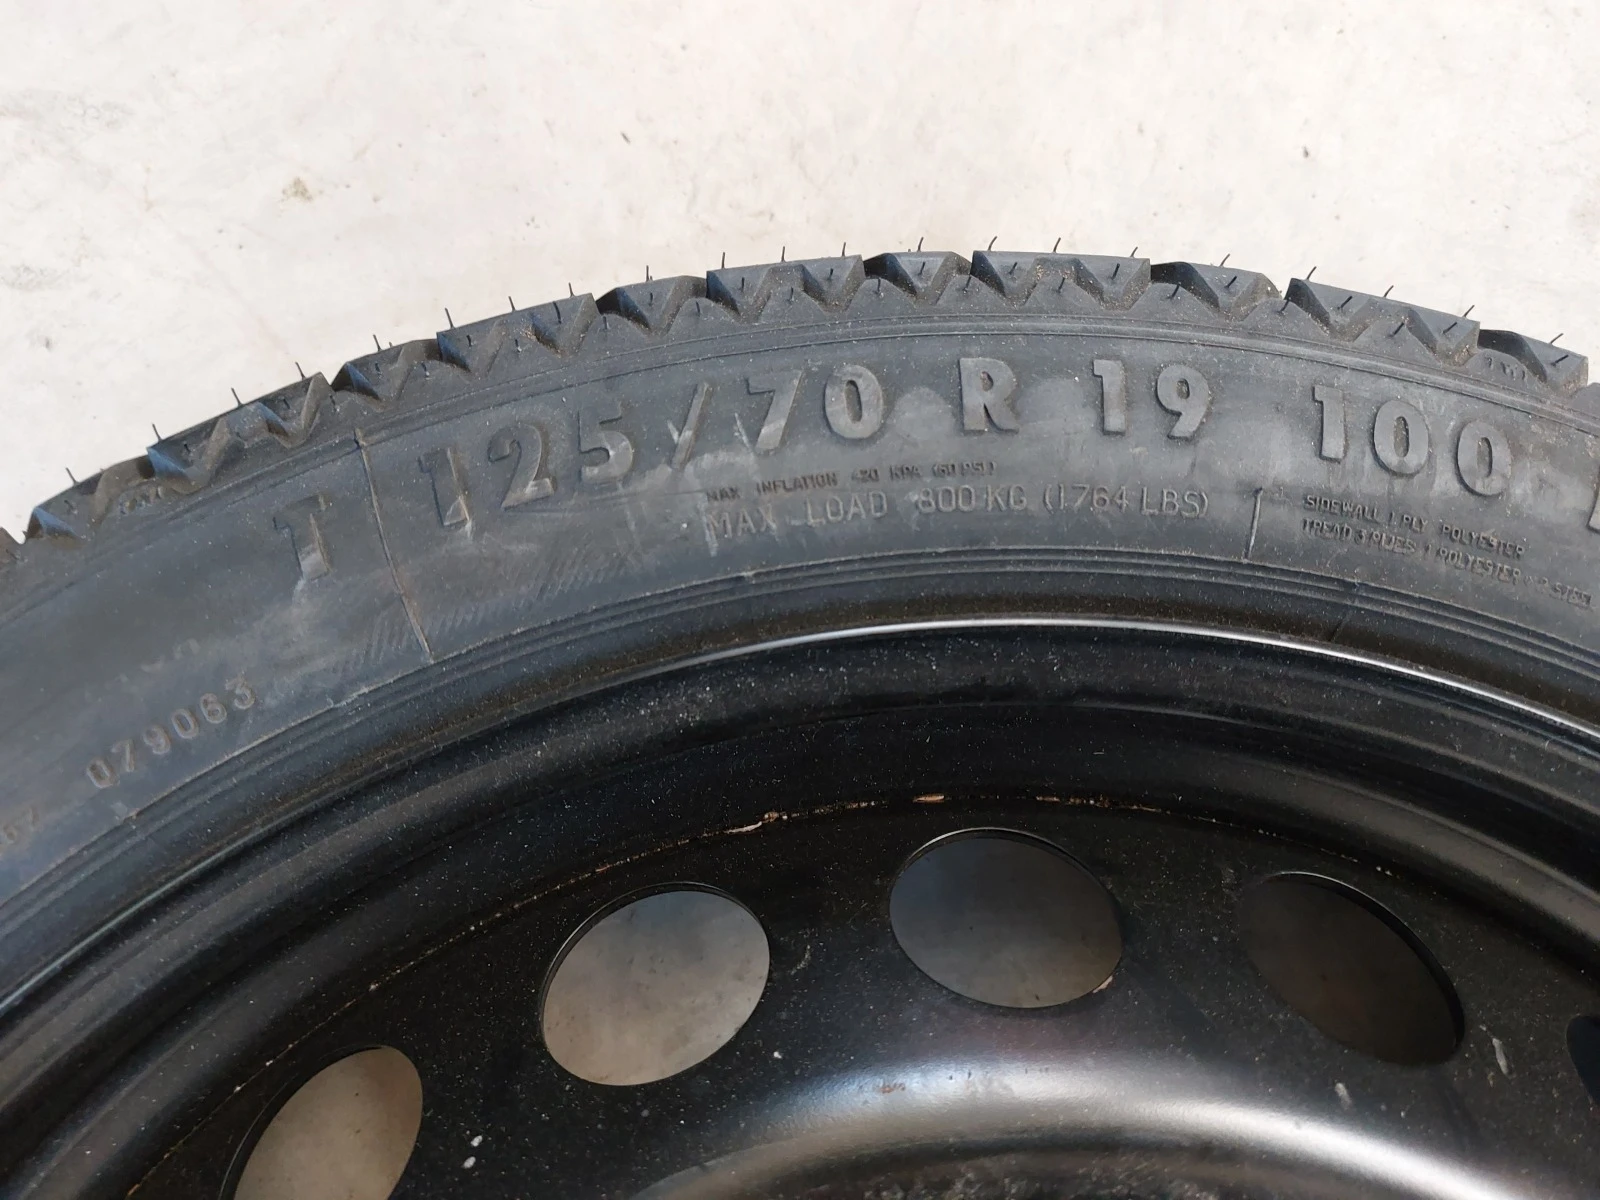 T 125/70 R 19 100
MAX INFLATION 420 KPA (60 PSI)
MAX LOAD 800 KG (1764 LBS)
SIDEWALL 1 PLY POLYESTER
TREAD 3 PLIES 1 POLYESTER + 2 STEEL
079063